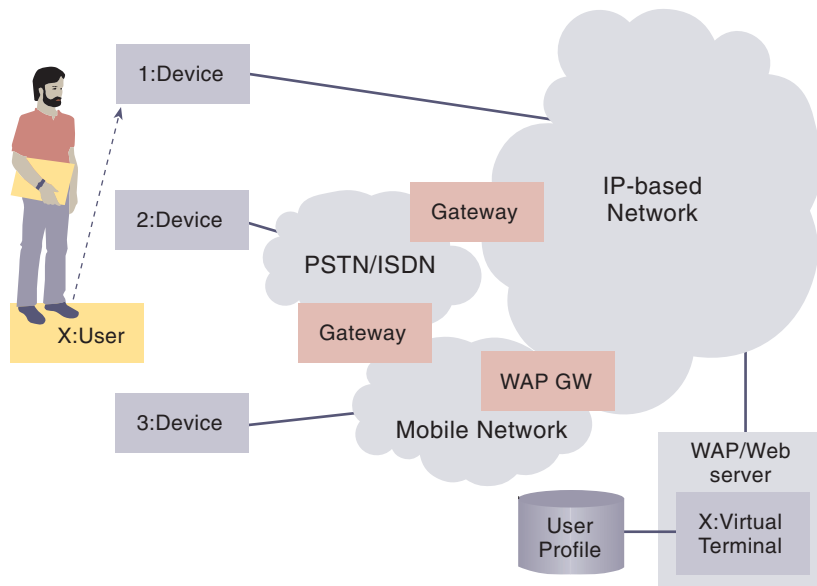 1:Device
IP-based
Network
2:Device
Gateway
PSTN/ISDN
X:User
Gateway
WAP GW
3:Device
Mobile Network
WAP/Web
server
User
Profile
X:Virtual
Terminal